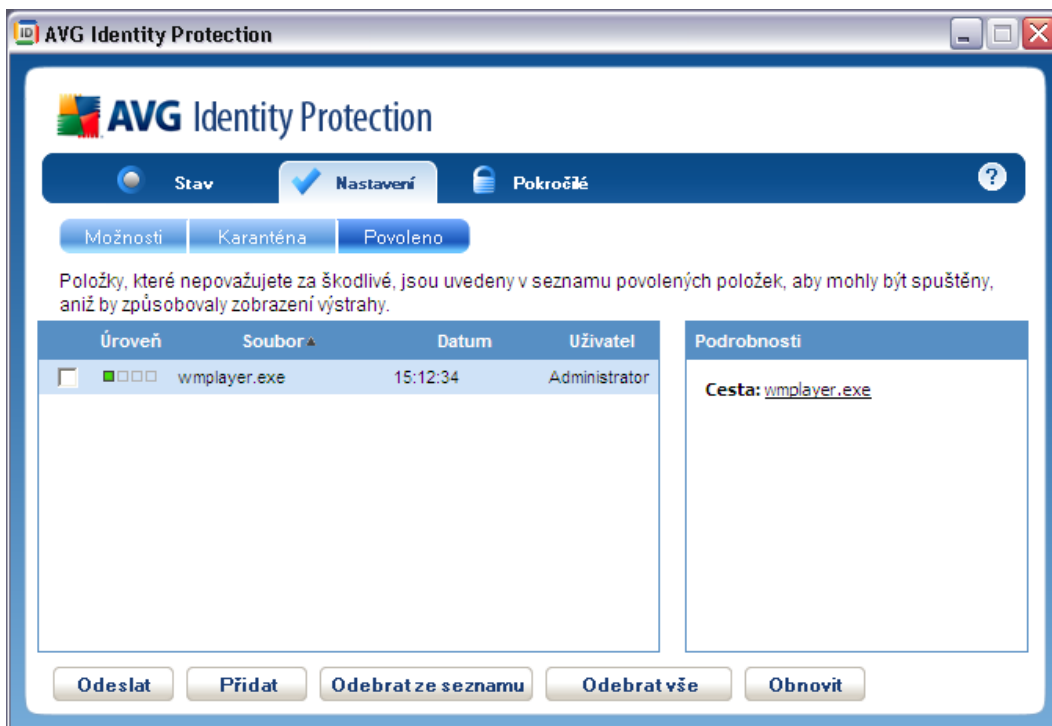 AVG Identity Protection
AVG Identity Protection
Stav Nastavení Pokročilé ?
Možnosti Karanténa Povoleno
Položky, které nepovažujete za škodlivé, jsou uvedeny v seznamu povolených položek, aby mohly být spuštěny,
aniž by způsobovaly zobrazení výstrahy.
Úroveň Soubor Datum Uživatel Podrobnosti
wmplayer.exe 15:12:34 Administrator
Cesta: wmplayer.exe
Odeslat Přidat Odebrat ze seznamu Odebrat vše Obnovit